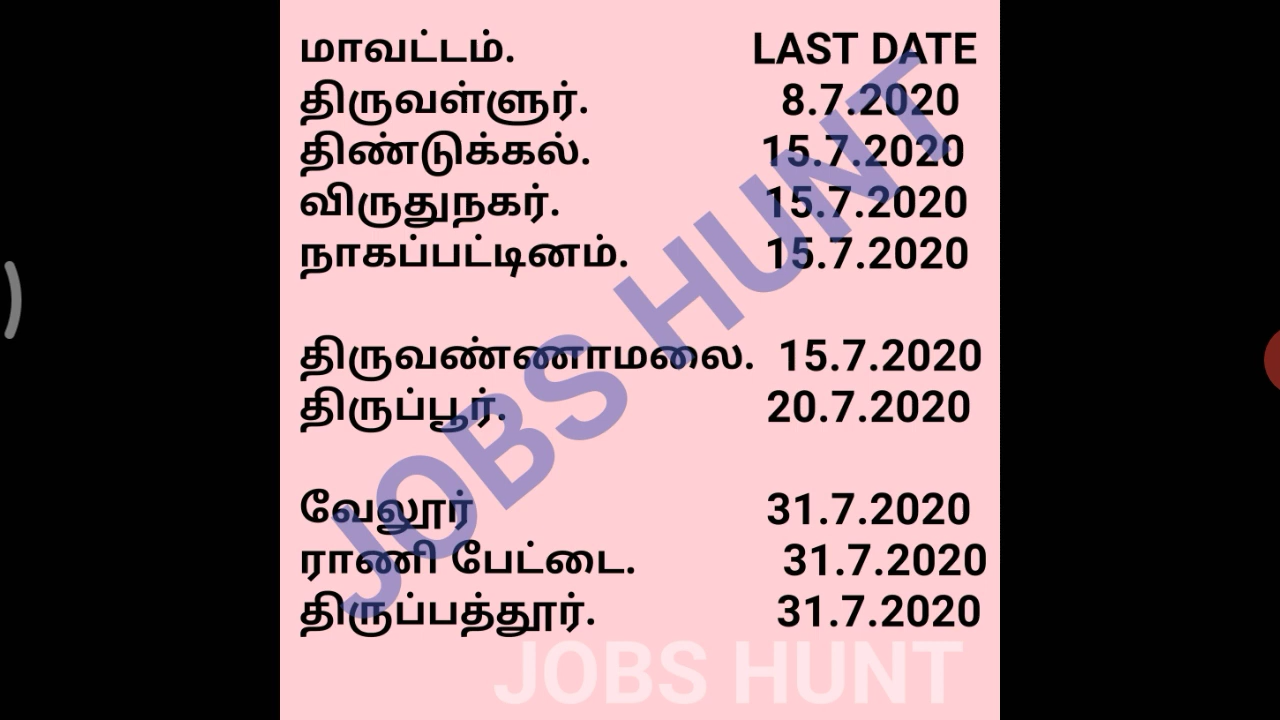 மாவட்டம். LAST DATE
திருவள்ளுர். 8.7.2020
திண்டுக்கல். 15.7.2020
விருதுநகர். 15.7.2020
நாகப்பட்டினம். 15.7.2020
திருவண்ணாமலை. 15.7.2020
திருப்பூர். 20.7.2020
வேலூர் 31.7.2020
ராணி பேட்டை. 31.7.2020
திருப்பத்தூர். 31.7.2020
JOBS HUNT
JOBS HUNT